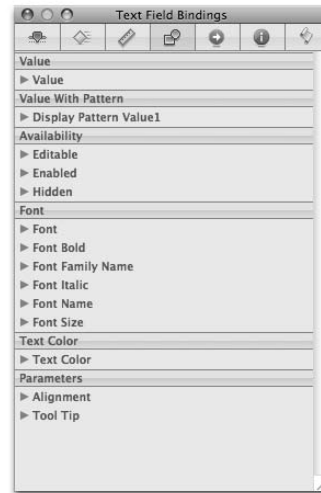 Text Field Bindings
Value
Value
Value With Pattern
Display Pattern Value1
Availability
Editable
Enabled
Hidden
Font
Font
Font Bold
Font Family Name
Font Italic
Font Name
Font Size
Text Color
Text Color
Parameters
Alignment
Tool Tip